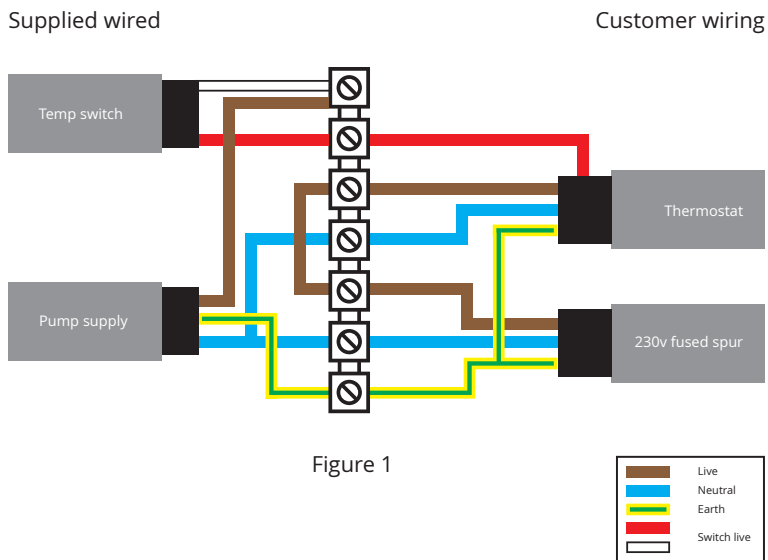 Supplied wired
Customer wiring
Temp switch
Thermostat
Pump supply
230v fused spur
Figure 1
Live
Neutral
Earth
Switch live